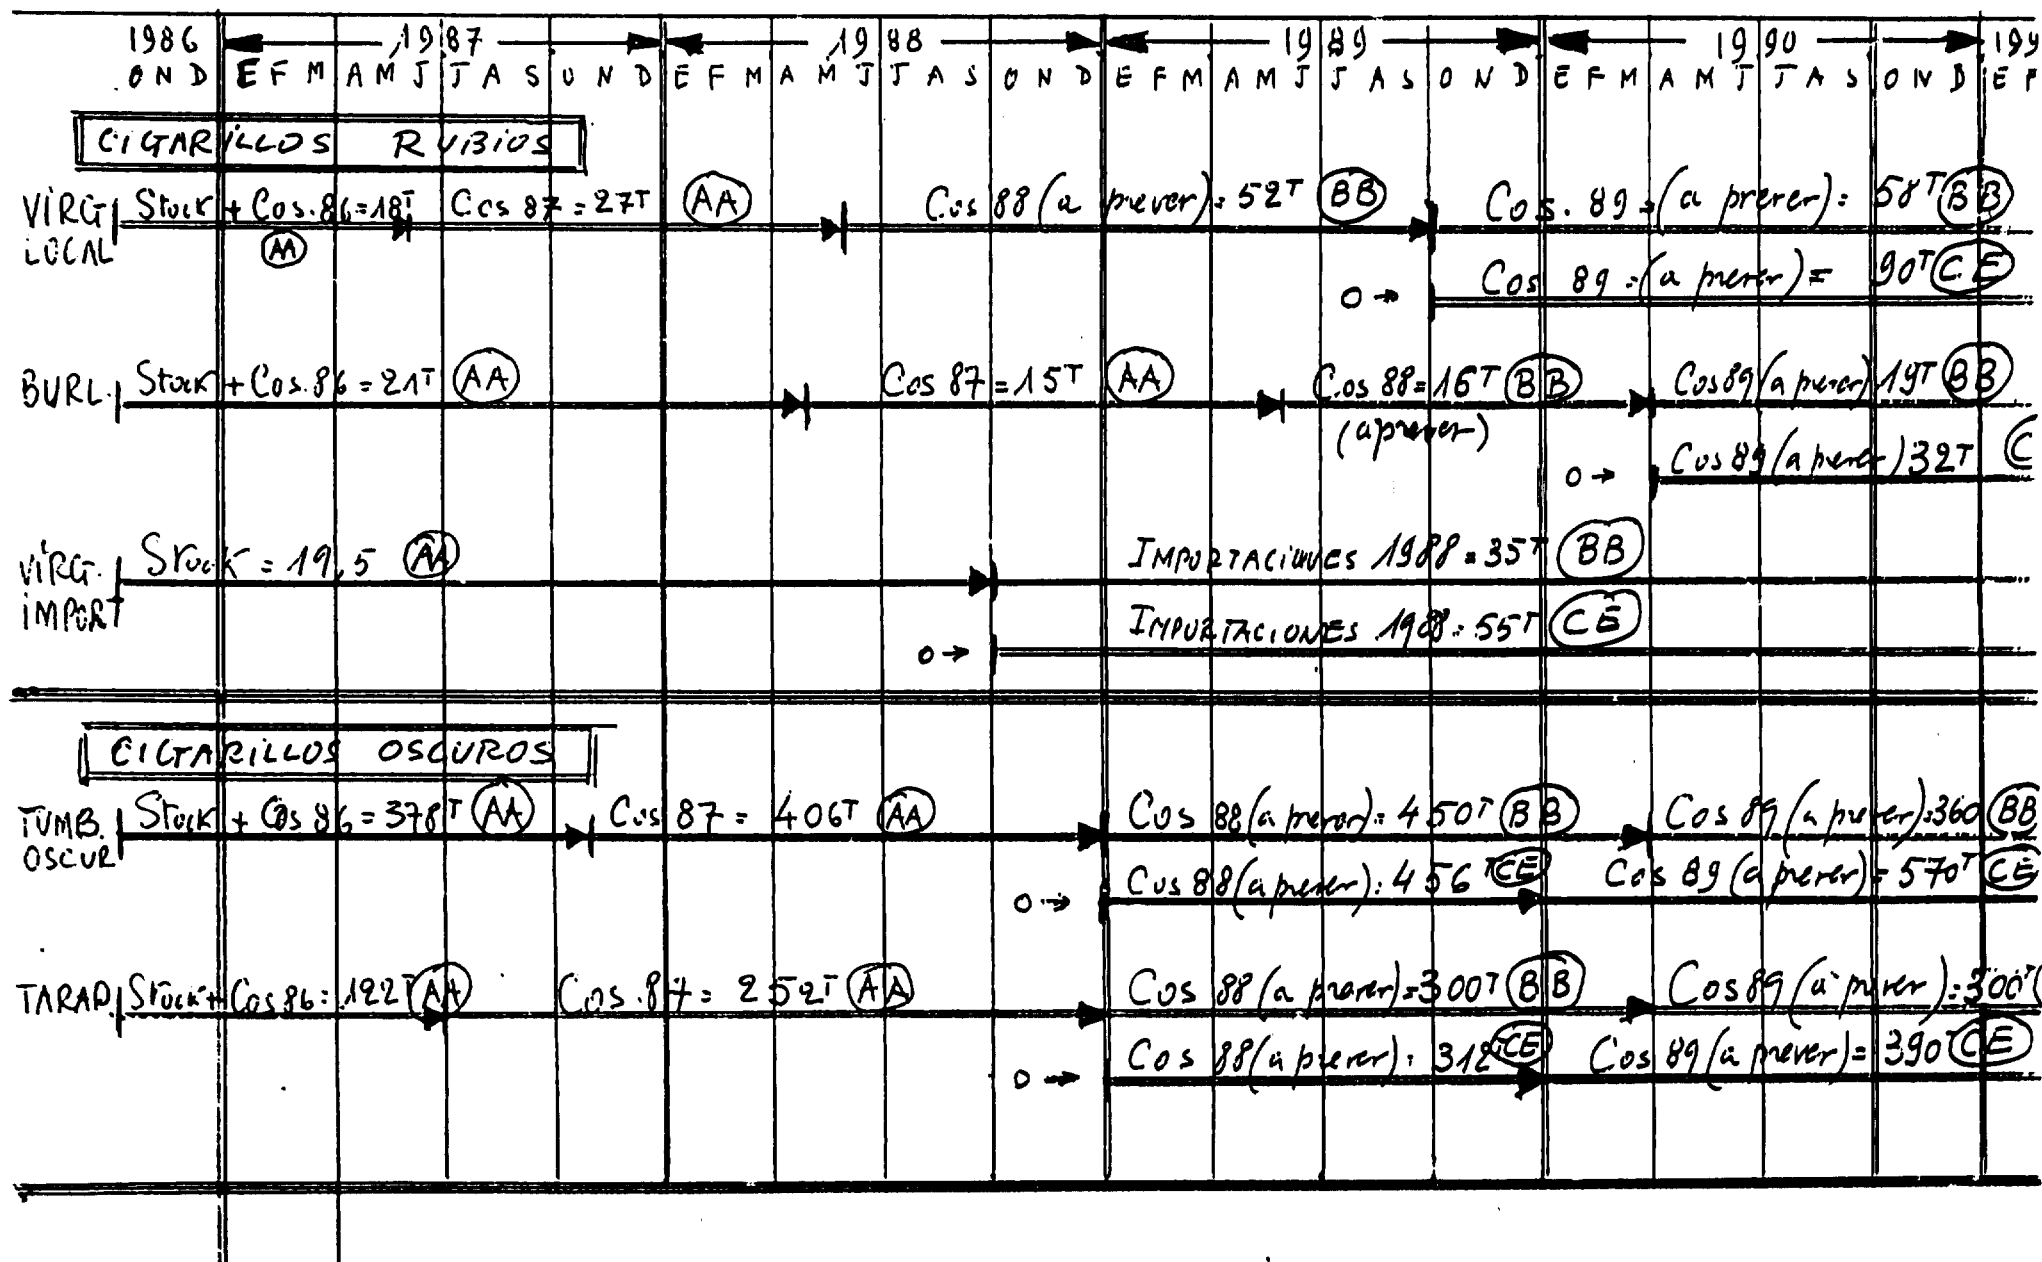 1986 1987 1988 1989 1990 199
O N D E F M A M J J A S O N D E F M A M J J A S O N D E F M A M J J A S O N D E F M A M J J A S O N D E F
CIGARILLOS RUBIOS
VIRG LOCAL Stock + Cos.86=18T Cos 87=27T AA Cos 88 (a prever): 52T BB Cos. 89 = (a prever): 58T BB
AA
0 → Cos 89 = (a prever) = 90T CE
BURL. Stock + Cos.86 = 21T AA Cos 87=15T AA Cos 88=16T BB Cos 89 (a prever) 19T BB
(a prever)
0 → Cos 89 (a prever) 32T C
VIRG. IMPORT Stock = 19,5 AA IMPORTACIONES 1988=35T BB
0 → IMPORTACIONES 1988=55T CE
CIGARILLOS OSCUROS
TUMB. OSCUR Stock + Cos 86 = 378T AA Cos 87 = 406T AA Cos 88 (a prever): 450T BB Cos 89 (a prever):360 BB
0 → Cos 88 (a prever): 456T CE Cos 89 (a prever) = 570T CE
TARAP. Stock + Cos 86 = 122T AA Cos.87 = 252T AA Cos 88 (a prever)=300T BB Cos 89 (a prever):300T
0 → Cos 88 (a prever): 312T CE Cos 89 (a prever)= 390T CE